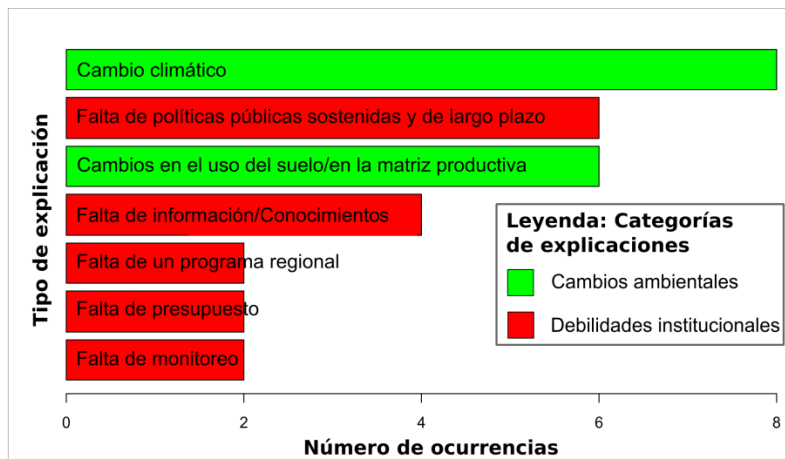 Tipo de explicación
Cambio climático
Falta de políticas públicas sostenidas y de largo plazo
Cambios en el uso del suelo/en la matriz productiva
Falta de información/Conocimientos
Falta de un programa regional
Falta de presupuesto
Falta de monitoreo
Leyenda: Categorías
de explicaciones
Cambios ambientales
Debilidades institucionales
0 2 4 6 8
Número de ocurrencias